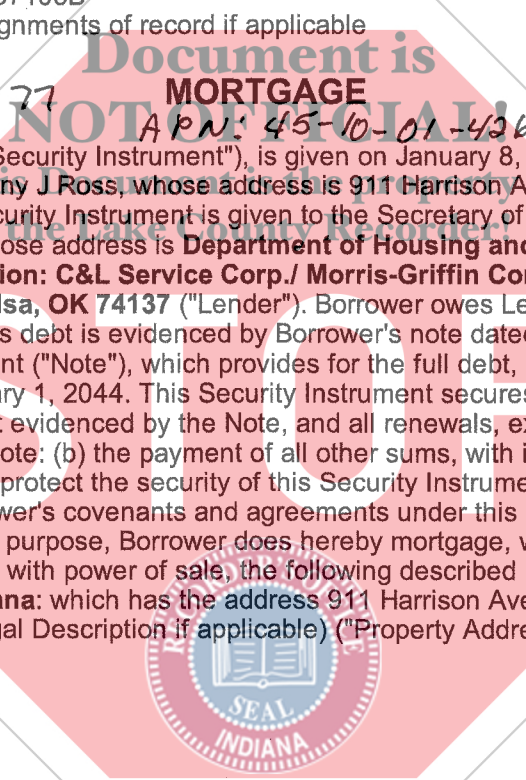 gnments of record if applicable
Document is
77 MORTGAGE
NOT OFFICIAL!
APN: 45-10-01-426
Security Instrument"), is given on January 8,
ny J Ross, whose address is 911 Harrison A
This Document is the property
curity Instrument is given to the Secretary of
the Lake County Recorder!
ose address is Department of Housing and
ion: C&L Service Corp./ Morris-Griffin Cor
lsa, OK 74137 ("Lender"). Borrower owes Le
s debt is evidenced by Borrower's note dated
nt ("Note"), which provides for the full debt,
ary 1, 2044. This Security Instrument secures
t evidenced by the Note, and all renewals, ex
ote: (b) the payment of all other sums, with i
protect the security of this Security Instrume
wer's covenants and agreements under this
purpose, Borrower does hereby mortgage, w
with power of sale, the following described
na: which has the address 911 Harrison Ave
gal Description if applicable) ("Property Addre
STOP
SEAL
INDIANA